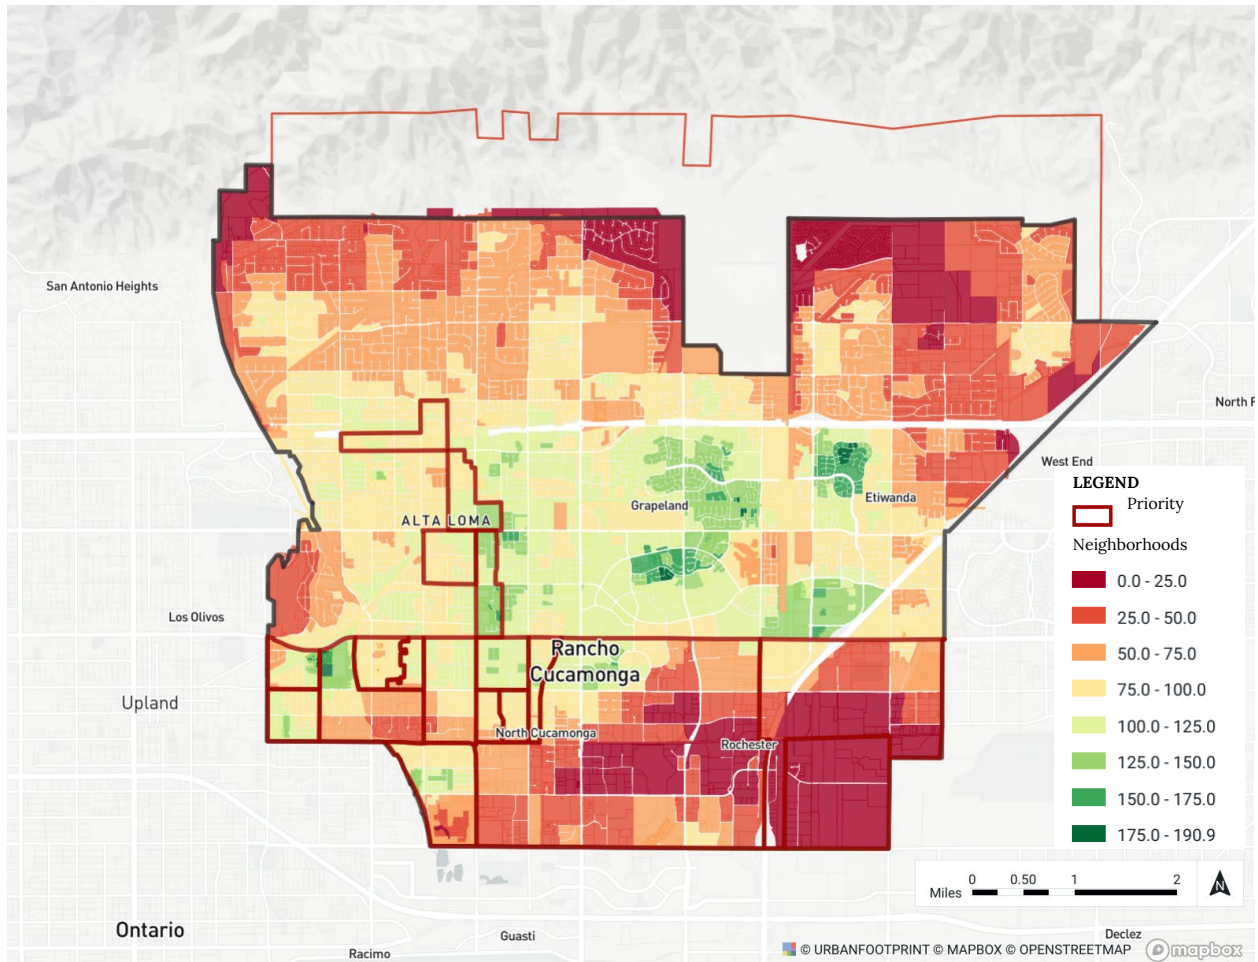 San Antonio Heights
North F
West End
LEGEND
Priority
Neighborhoods
0.0 - 25.0
25.0 - 50.0
50.0 - 75.0
75.0 - 100.0
100.0 - 125.0
125.0 - 150.0
150.0 - 175.0
175.0 - 190.9
Grapeland
Etiwanda
ALTA LOMA
Los Olivos
Rancho
Cucamonga
Upland
North Cucamonga
Rochester
Miles
0 0.50 1 2
N
Ontario
Guasti
Racimo
Declez
© URBANFOOTPRINT © MAPBOX © OPENSTREETMAP
mapbox